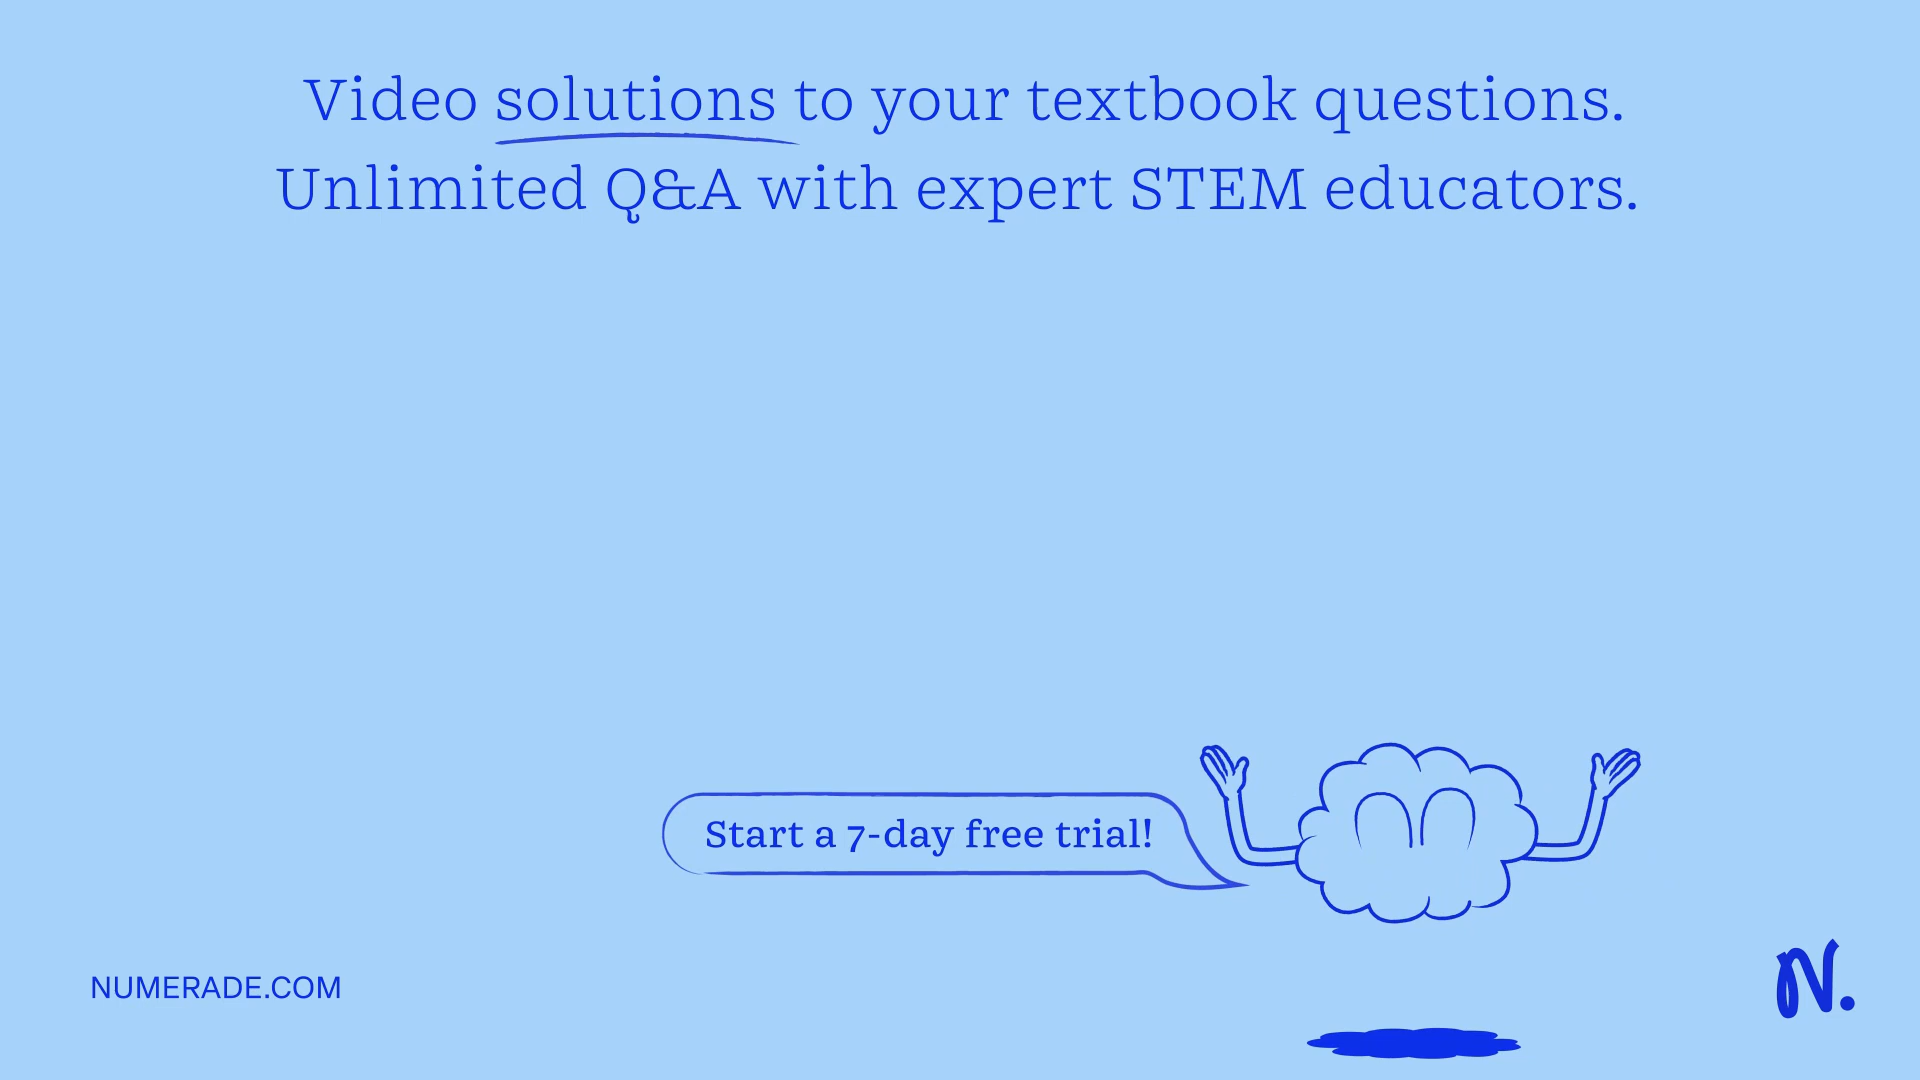 Video solutions to your textbook questions.
Unlimited Q&A with expert STEM educators.
Start a 7-day free trial!
NUMERADE.COM
N.